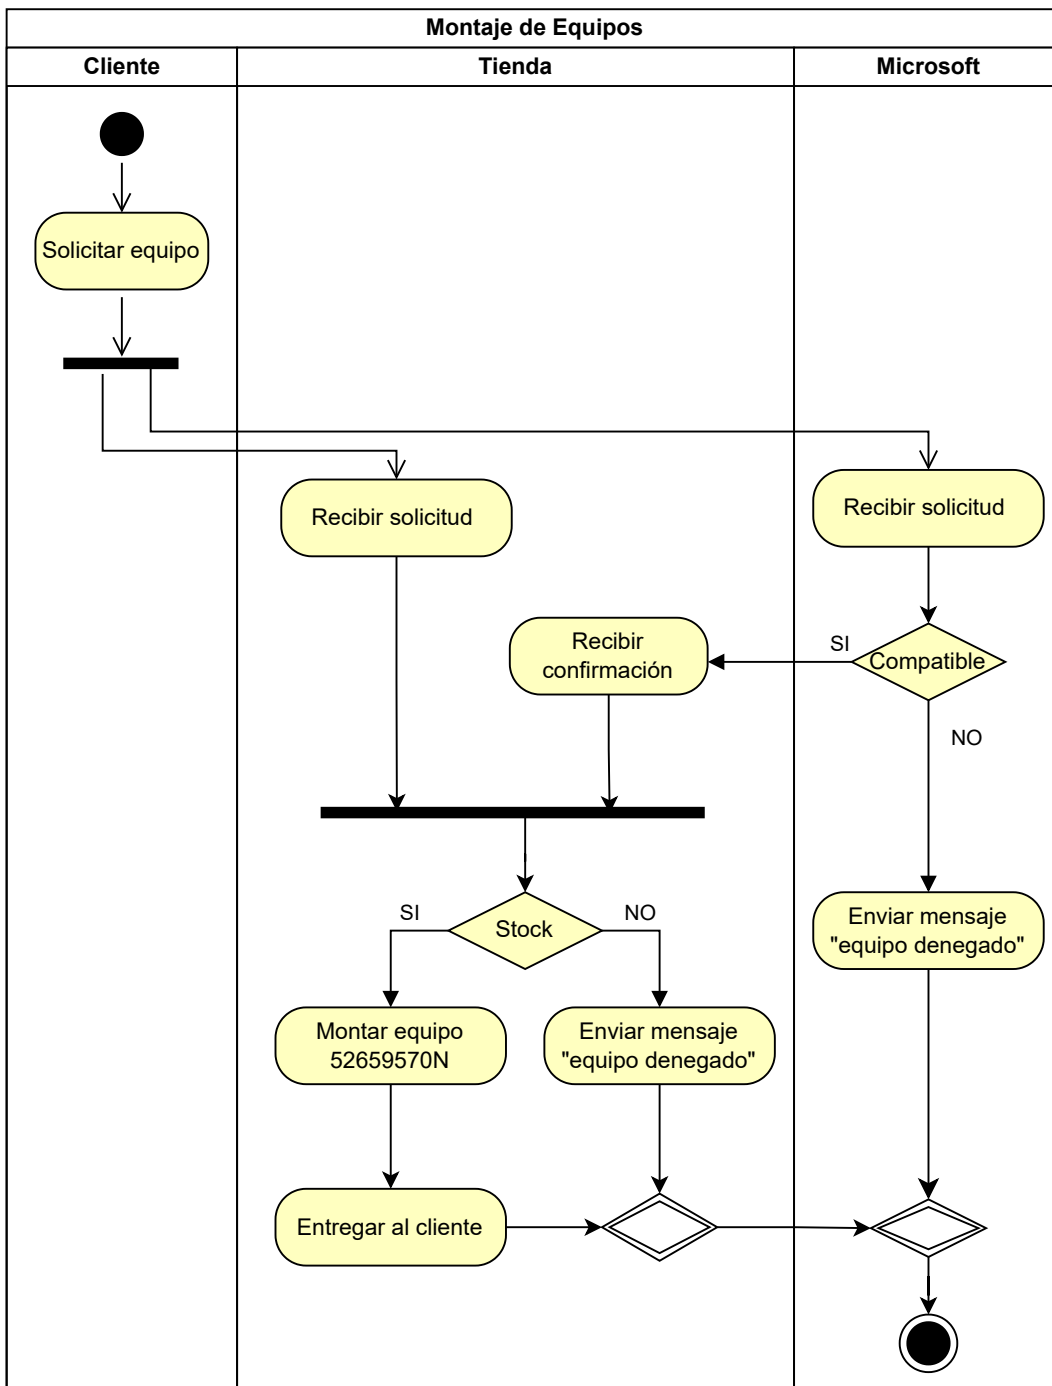 Montaje de Equipos
Cliente
Tienda
Microsoft
Solicitar equipo
Recibir solicitud
Recibir solicitud
Recibir
confirmación
SI
Compatible
NO
SI
Stock
NO
Enviar mensaje
"equipo denegado"
Montar equipo
52659570N
Enviar mensaje
"equipo denegado"
Entregar al cliente